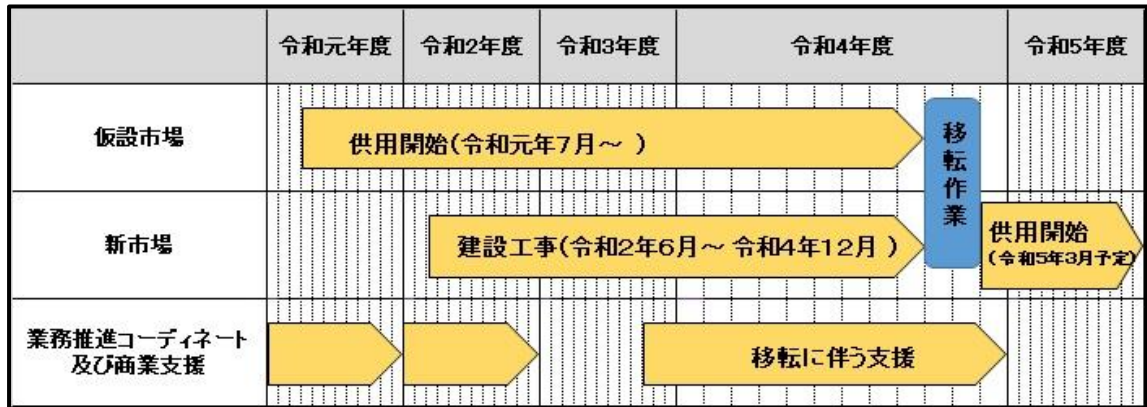 令和元年度 令和2年度 令和3年度 令和4年度 令和5年度
仮設市場
供用開始(令和元年7月～ )
移転作業
新市場
建設工事(令和2年6月～ 令和4年12月 )
供用開始
(令和5年3月予定)
業務推進コーディネート
及び商業支援
移転に伴う支援